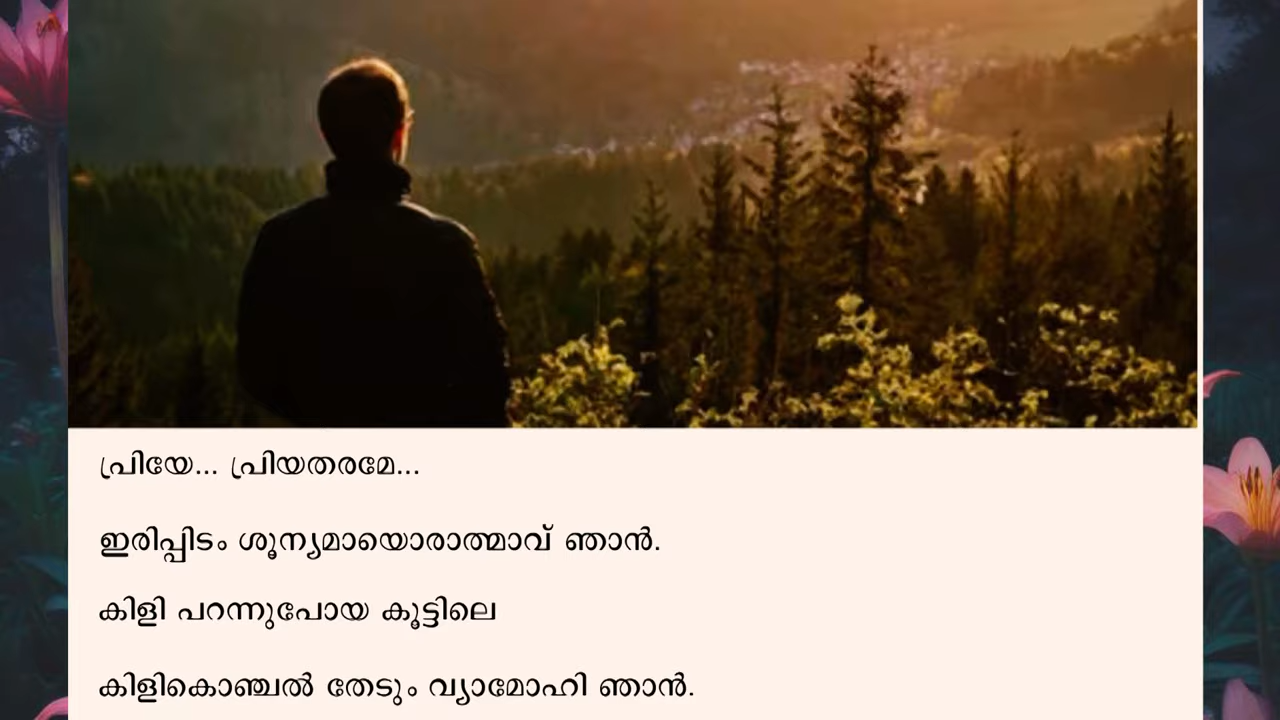 പ്രിയേ... പ്രിയതരമേ...
ഇരിപ്പിടം ശൂന്യമായൊരാത്മാവ് ഞാൻ.
കിളി പറന്നുപോയ കൂട്ടിലെ
കിളികൊഞ്ചൽ തേടും വ്യാമോഹി ഞാൻ.